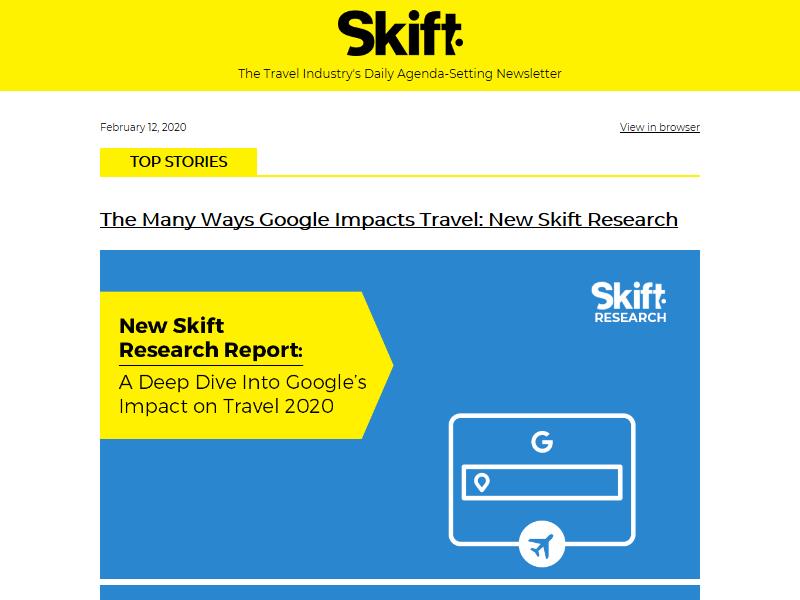 Skift
The Travel Industry's Daily Agenda-Setting Newsletter
February 12, 2020
View in browser
TOP STORIES
The Many Ways Google Impacts Travel: New Skift Research
Skift
RESEARCH
New Skift
Research Report:
A Deep Dive Into Google's
Impact on Travel 2020
G